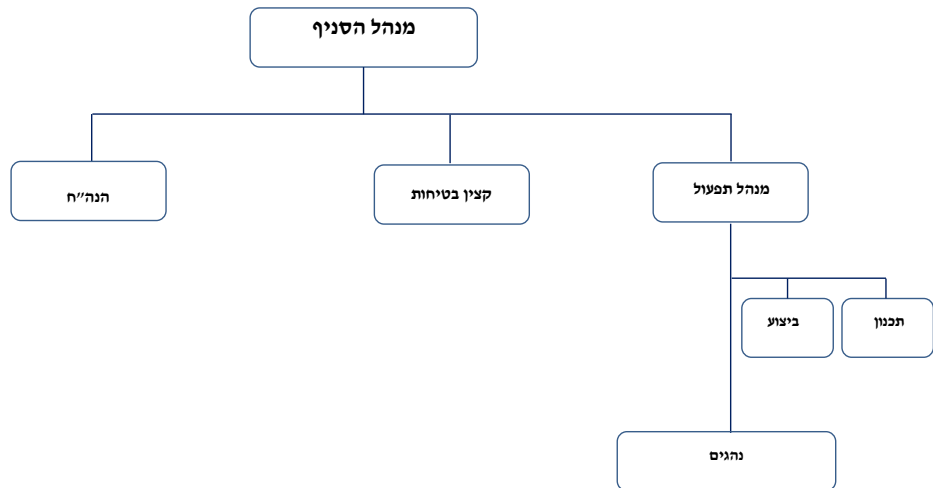 מנהל הסניף
מנהל תפעול
קצין בטיחות
הנה״ח
תכנון
ביצוע
נהגים